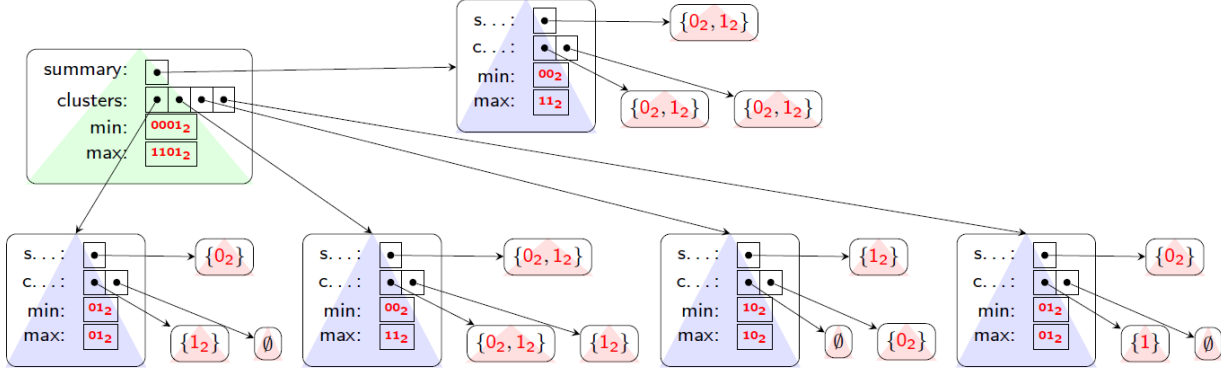 s...: {0₂, 1₂}
c...:
min: 00₂
max: 11₂
{0₂, 1₂} {0₂, 1₂}
summary:
clusters:
min: 0001₂
max: 1101₂
s...: {0₂}
c...:
min: 01₂
max: 01₂
{1₂} ∅
s...: {0₂, 1₂}
c...:
min: 00₂
max: 11₂
{0₂, 1₂} {1₂}
s...: {1₂}
c...:
min: 10₂
max: 10₂
∅ {0₂}
s...: {0₂}
c...:
min: 01₂
max: 01₂
{1} ∅